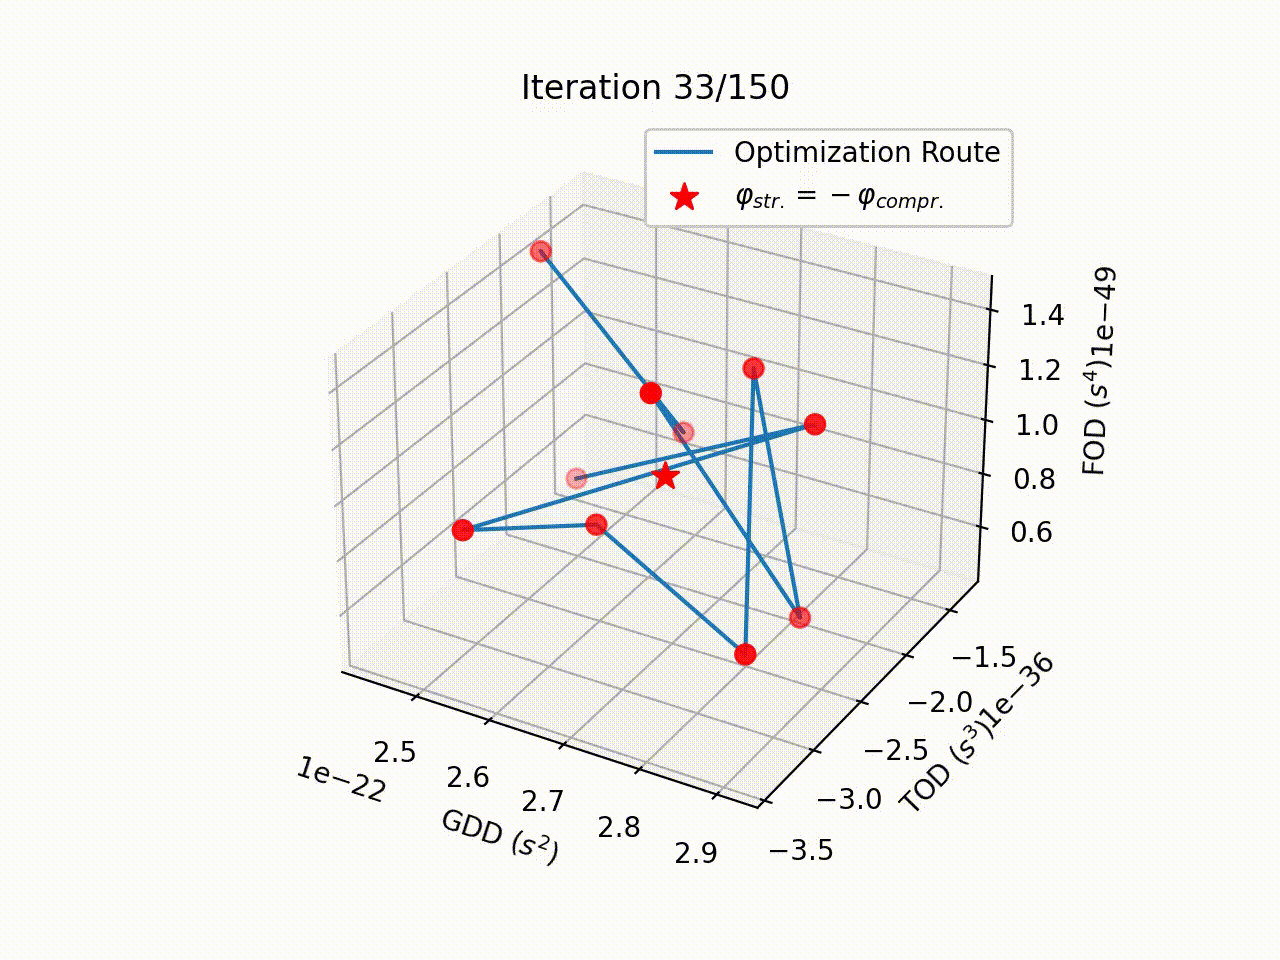 Iteration 33/150
Optimization Route
φstr. = − φcompr.
1.4
1.2
1.0
0.8
0.6
FOD (s⁴)1e−49
−1.5
−2.0
−2.5
−3.0
−3.5
TOD (s³)1e−36
2.5
2.6
2.7
2.8
2.9
1e−22
GDD (s²)